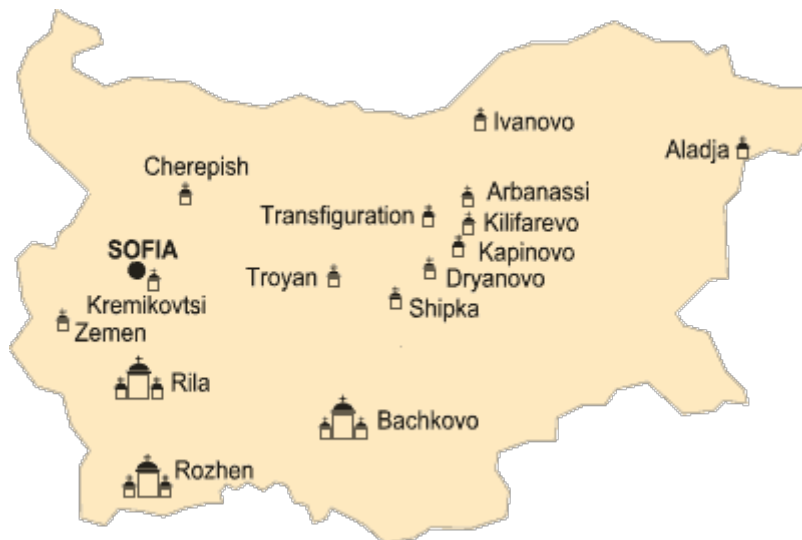 Ivanovo
Aladja
Cherepish
Arbanassi
Transfiguration
Kilifarevo
Kapinovo
SOFIA
Troyan
Dryanovo
Kremikovtsi
Shipka
Zemen
Rila
Bachkovo
Rozhen